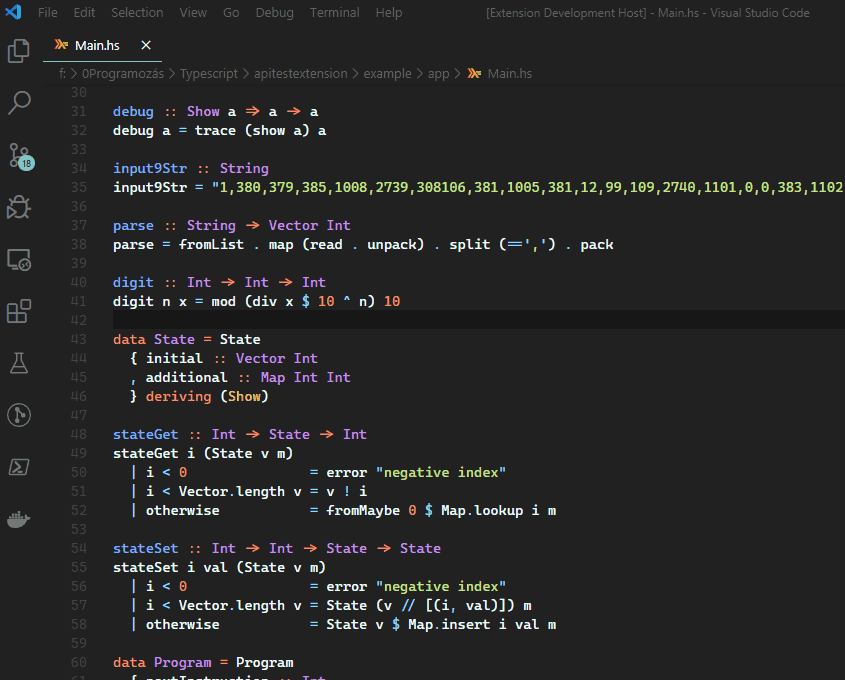 File Edit Selection View Go Debug Terminal Help [Extension Development Host] - Main.hs - Visual Studio Code
Main.hs
f: > 0Programozás > Typescript > apitestextension > example > app > Main.hs
30
31 debug :: Show a => a -> a
32 debug a = trace (show a) a
33
34 input9Str :: String
35 input9Str = "1,380,379,385,1008,2739,308106,381,1005,381,12,99,109,2740,1101,0,0,383,1102
36
37 parse :: String -> Vector Int
38 parse = fromList . map (read . unpack) . split (==',') . pack
39
40 digit :: Int -> Int -> Int
41 digit n x = mod (div x $ 10 ^ n) 10
42
43 data State = State
44 { initial :: Vector Int
45 , additional :: Map Int Int
46 } deriving (Show)
47
48 stateGet :: Int -> State -> Int
49 stateGet i (State v m)
50 | i < 0 = error "negative index"
51 | i < Vector.length v = v ! i
52 | otherwise = fromMaybe 0 $ Map.lookup i m
53
54 stateSet :: Int -> Int -> State -> State
55 stateSet i val (State v m)
56 | i < 0 = error "negative index"
57 | i < Vector.length v = State (v // [(i, val)]) m
58 | otherwise = State v $ Map.insert i val m
59
60 data Program = Program
18